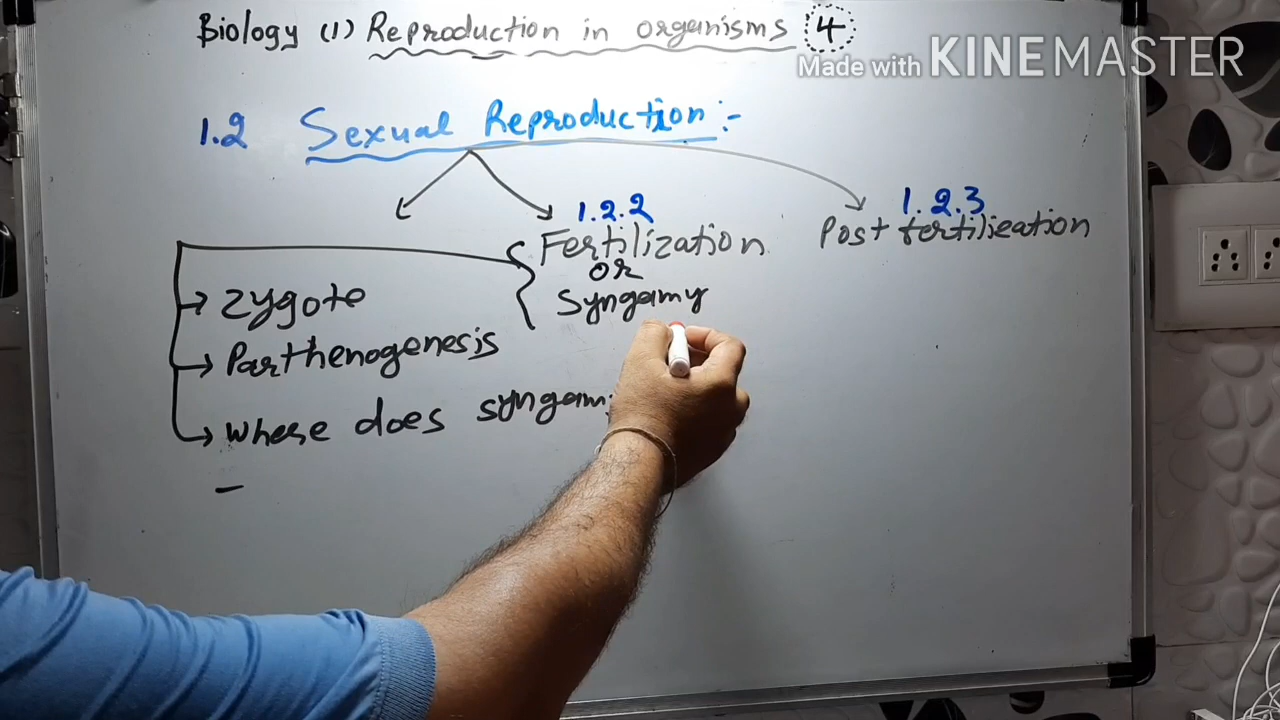 Biology (1) Reproduction in organisms 4
Made with KINEMASTER
1.2 Sexual Reproduction :-
1.2.2
Fertilization
or
Syngamy
1.2.3
Post fertilization
Zygote
Parthenogenesis
Where does syngam